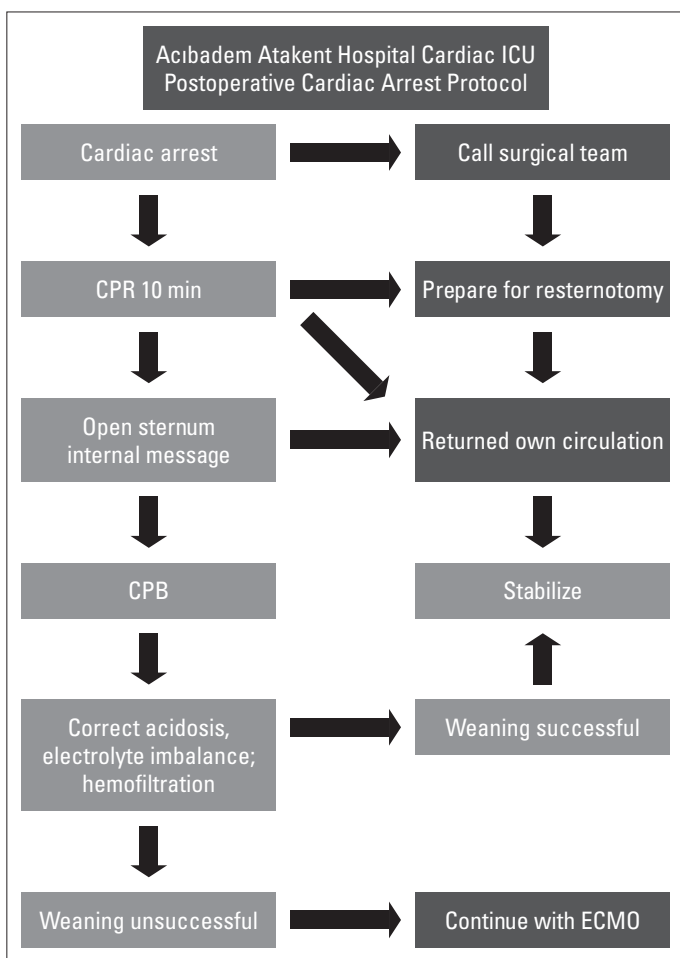 Acıbadem Atakent Hospital Cardiac ICU
Postoperative Cardiac Arrest Protocol
Cardiac arrest
Call surgical team
CPR 10 min
Prepare for resternotomy
Open sternum
internal message
Returned own circulation
CPB
Stabilize
Correct acidosis,
electrolyte imbalance;
hemofiltration
Weaning successful
Weaning unsuccessful
Continue with ECMO